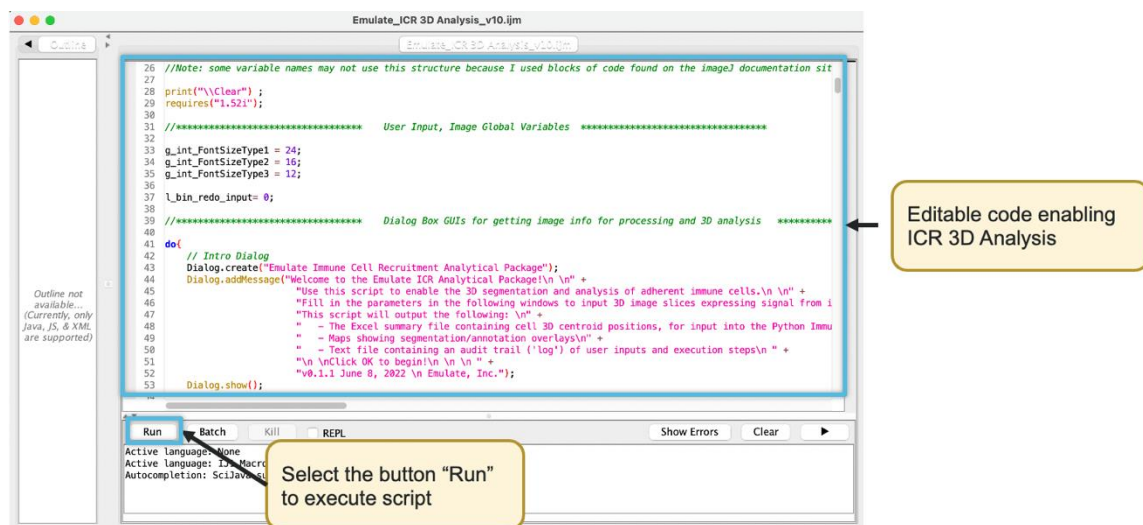 Emulate_ICR 3D Analysis_v10.ijm
Outline
Emulate_ICR 3D Analysis_v10.ijm
26 //Note: some variable names may not use this structure because I used blocks of code found on the imageJ documentation sit
27
28 print("\\Clear") ;
29 requires("1.52i");
30
31 //********************************** User Input, Image Global Variables **********************************
32
33 g_int_FontSizeType1 = 24;
34 g_int_FontSizeType2 = 16;
35 g_int_FontSizeType3 = 12;
36
37 l_bin_redo_input= 0;
38
39 //********************************** Dialog Box GUIs for getting image info for processing and 3D analysis **********
40
41 do{
42 // Intro Dialog
43 Dialog.create("Emulate Immune Cell Recruitment Analytical Package");
44 Dialog.addMessage("Welcome to the Emulate ICR Analytical Package!\n \n" +
45 "Use this script to enable the 3D segmentation and analysis of adherent immune cells.\n \n" +
46 "Fill in the parameters in the following windows to input 3D image slices expressing signal from i
47 "This script will output the following: \n" +
48 " - The Excel summary file containing cell 3D centroid positions, for input into the Python Immu
49 " - Maps showing segmentation/annotation overlays\n" +
50 " - Text file containing an audit trail ('log') of user inputs and execution steps\n " +
51 "\n \nClick OK to begin!\n \n \n " +
52 "v0.1.1 June 8, 2022 \n Emulate, Inc.");
53 Dialog.show();
Outline not
available...
(Currently, only
Java, JS, & XML
are supported)
Editable code enabling
ICR 3D Analysis
Run Batch Kill REPL Show Errors Clear
Active language: None
Active language: IJ1 Macro
Autocompletion: SciJava
Select the button “Run”
to execute script